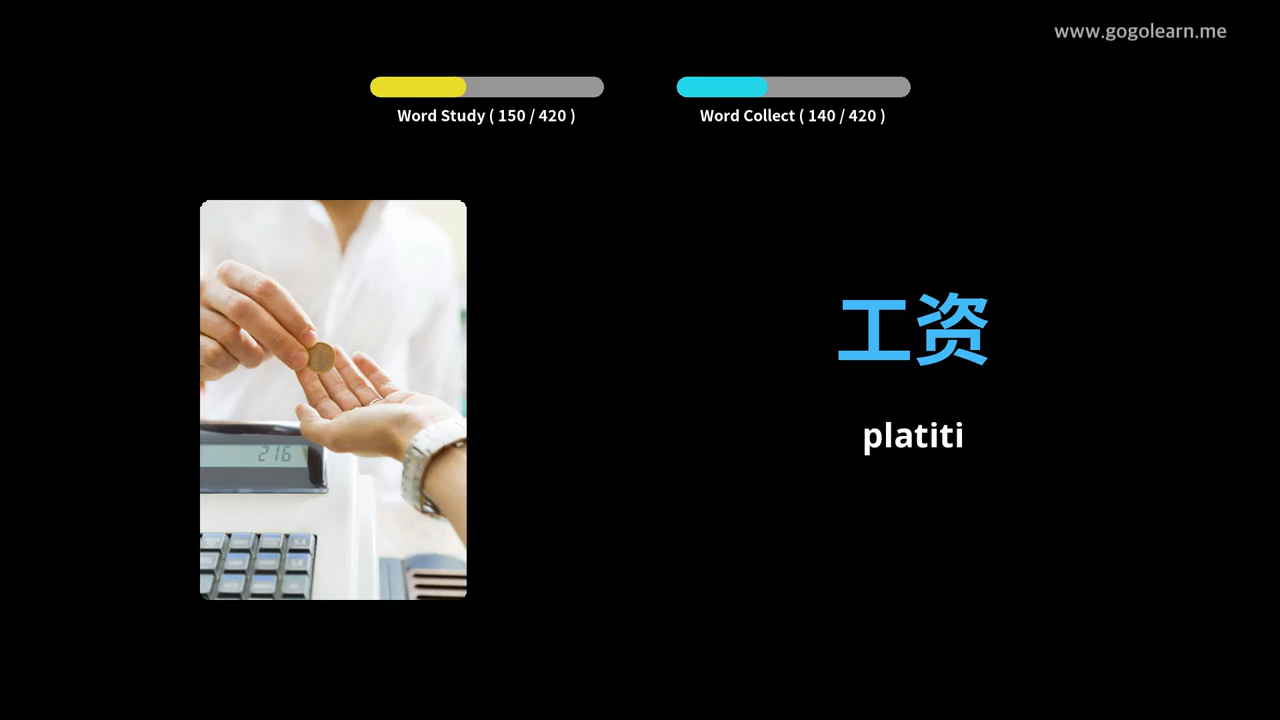 www.gogolearn.me
Word Study ( 150 / 420 )
Word Collect ( 140 / 420 )
工资
platiti
216